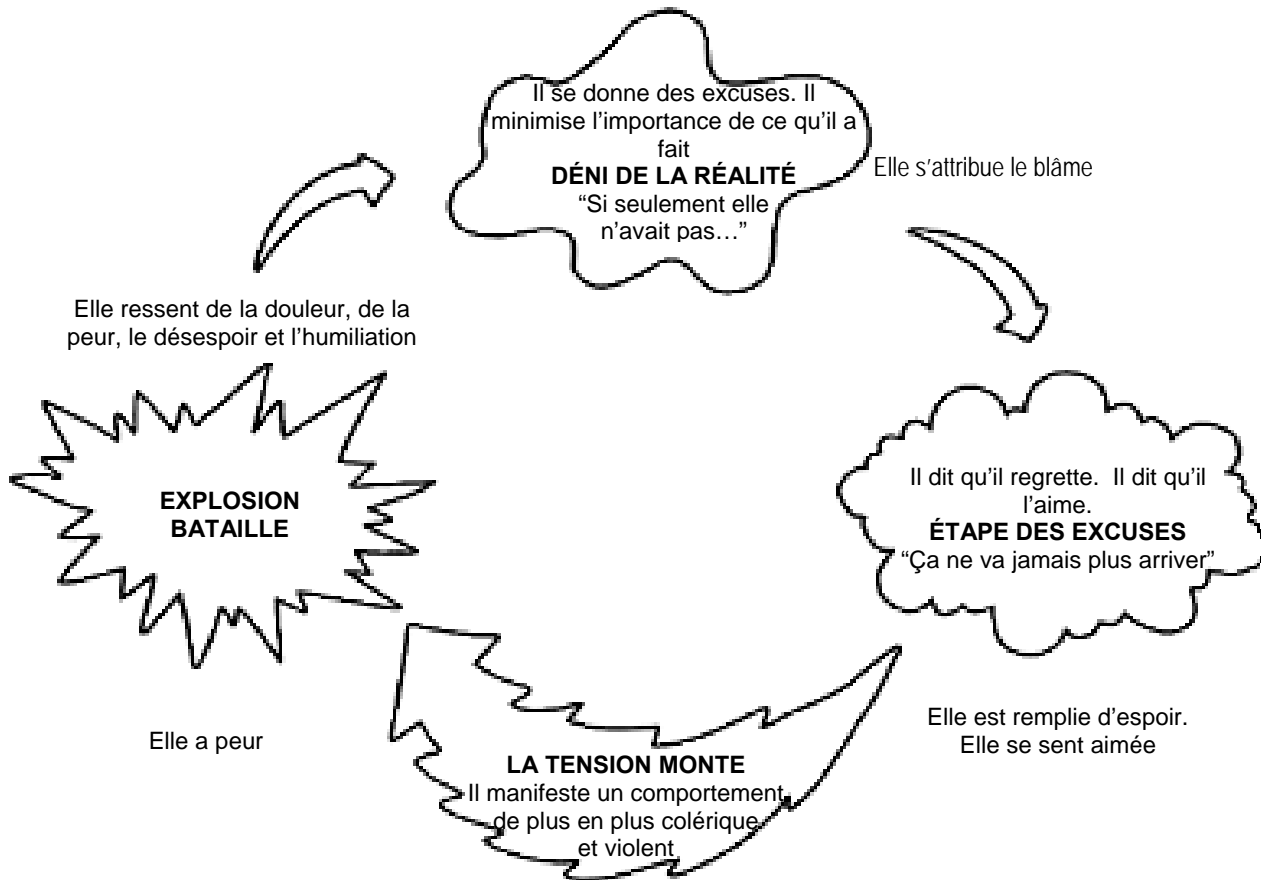 Il se donne des excuses. Il
minimise l’importance de ce qu’il a
fait
DÉNI DE LA RÉALITÉ
“Si seulement elle
n’avait pas…”
Elle s’attribue le blâme
Elle ressent de la douleur, de la
peur, le désespoir et l’humiliation
EXPLOSION
BATAILLE
Il dit qu’il regrette. Il dit qu’il
l’aime.
ÉTAPE DES EXCUSES
“Ça ne va jamais plus arriver”
Elle est remplie d’espoir.
Elle se sent aimée
Elle a peur
LA TENSION MONTE
Il manifeste un comportement
de plus en plus colérique
et violent